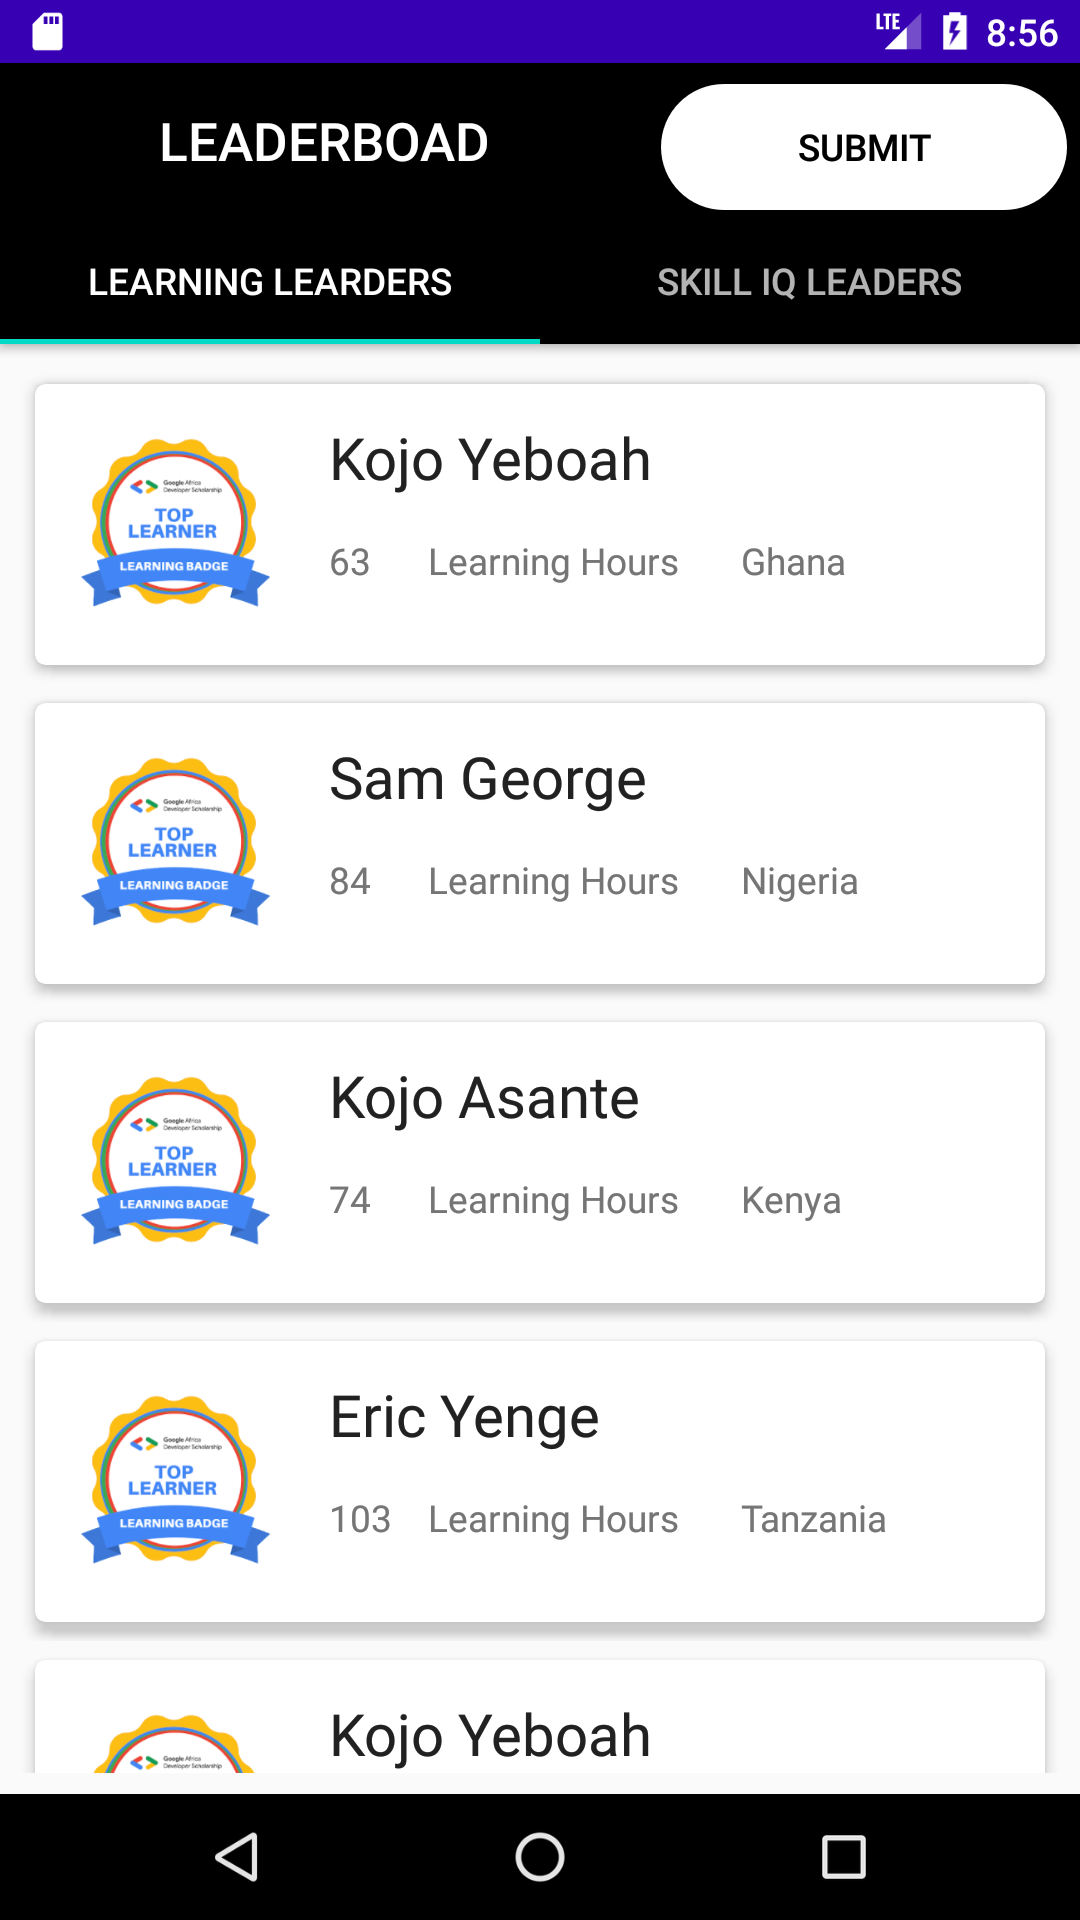 LTE 8:56
LEADERBOAD
SUBMIT
LEARNING LEARDERS
SKILL IQ LEADERS
Google Africa
Developer Scholarship
TOP
LEARNER
LEARNING BADGE
Kojo Yeboah
63 Learning Hours Ghana
Google Africa
Developer Scholarship
TOP
LEARNER
LEARNING BADGE
Sam George
84 Learning Hours Nigeria
Google Africa
Developer Scholarship
TOP
LEARNER
LEARNING BADGE
Kojo Asante
74 Learning Hours Kenya
Google Africa
Developer Scholarship
TOP
LEARNER
LEARNING BADGE
Eric Yenge
103 Learning Hours Tanzania
Google Africa
Developer Scholarship
Kojo Yeboah